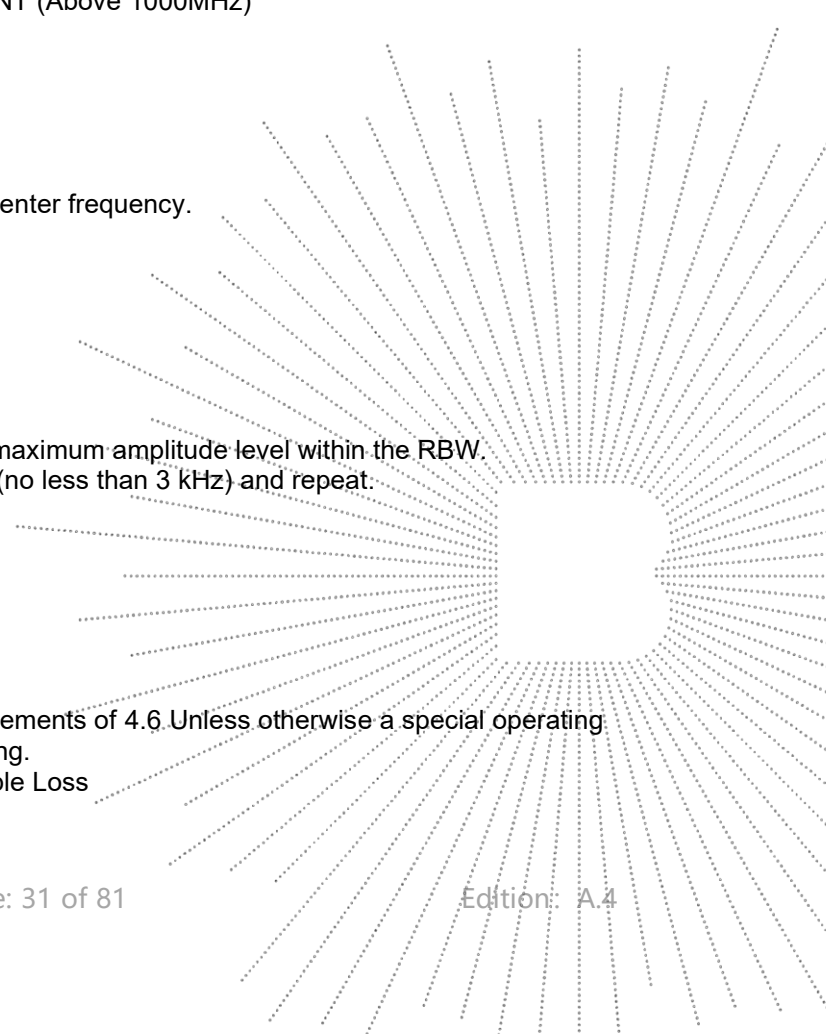 NT (Above 1000MHz)
enter frequency.
maximum amplitude level within the RBW.
(no less than 3 kHz) and repeat.
ements of 4.6 Unless otherwise a special operating
ng.
ole Loss
e: 31 of 81 Edition: A.4